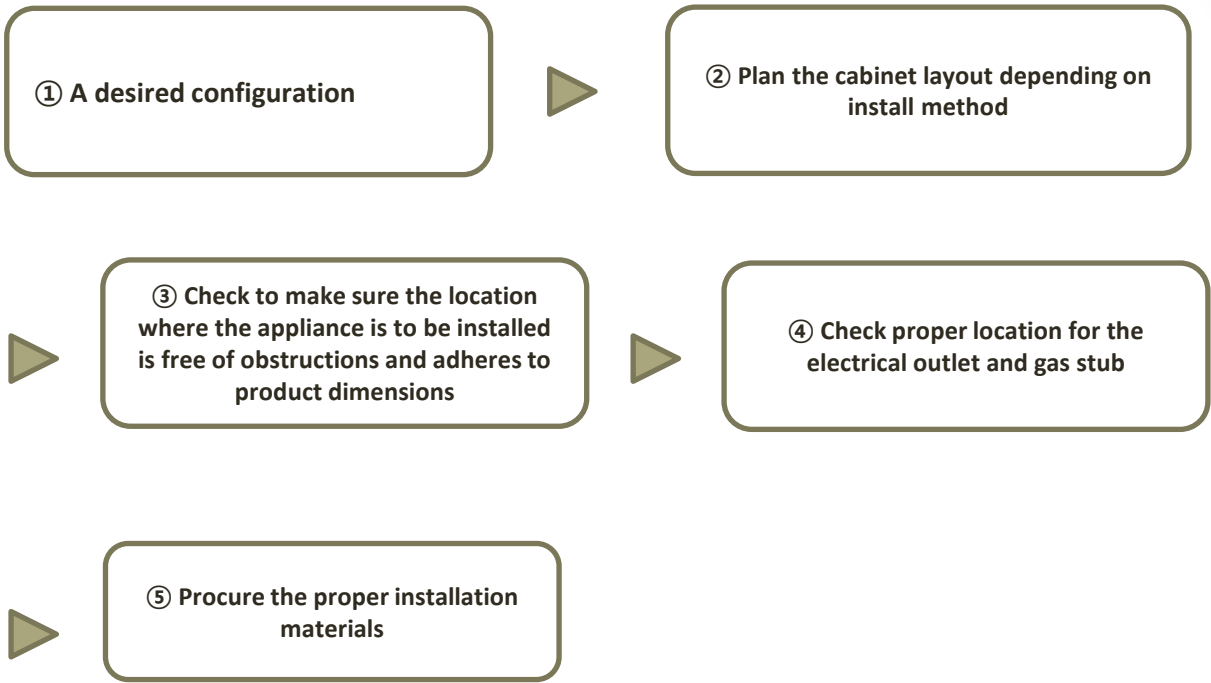 ① A desired configuration
② Plan the cabinet layout depending on
install method
③ Check to make sure the location
where the appliance is to be installed
is free of obstructions and adheres to
product dimensions
④ Check proper location for the
electrical outlet and gas stub
⑤ Procure the proper installation
materials